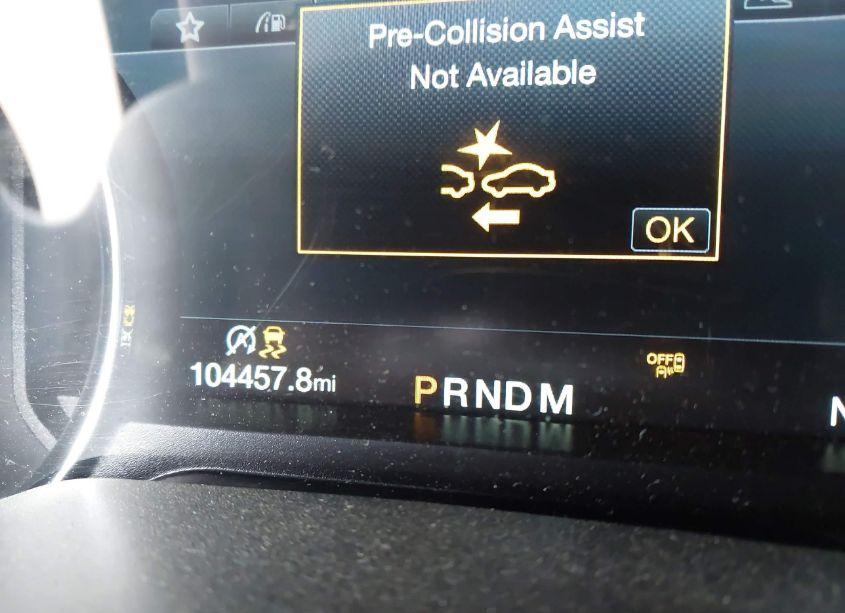 Pre-Collision Assist
Not Available
OK
OFF
104457.8mi
PRNDM
N